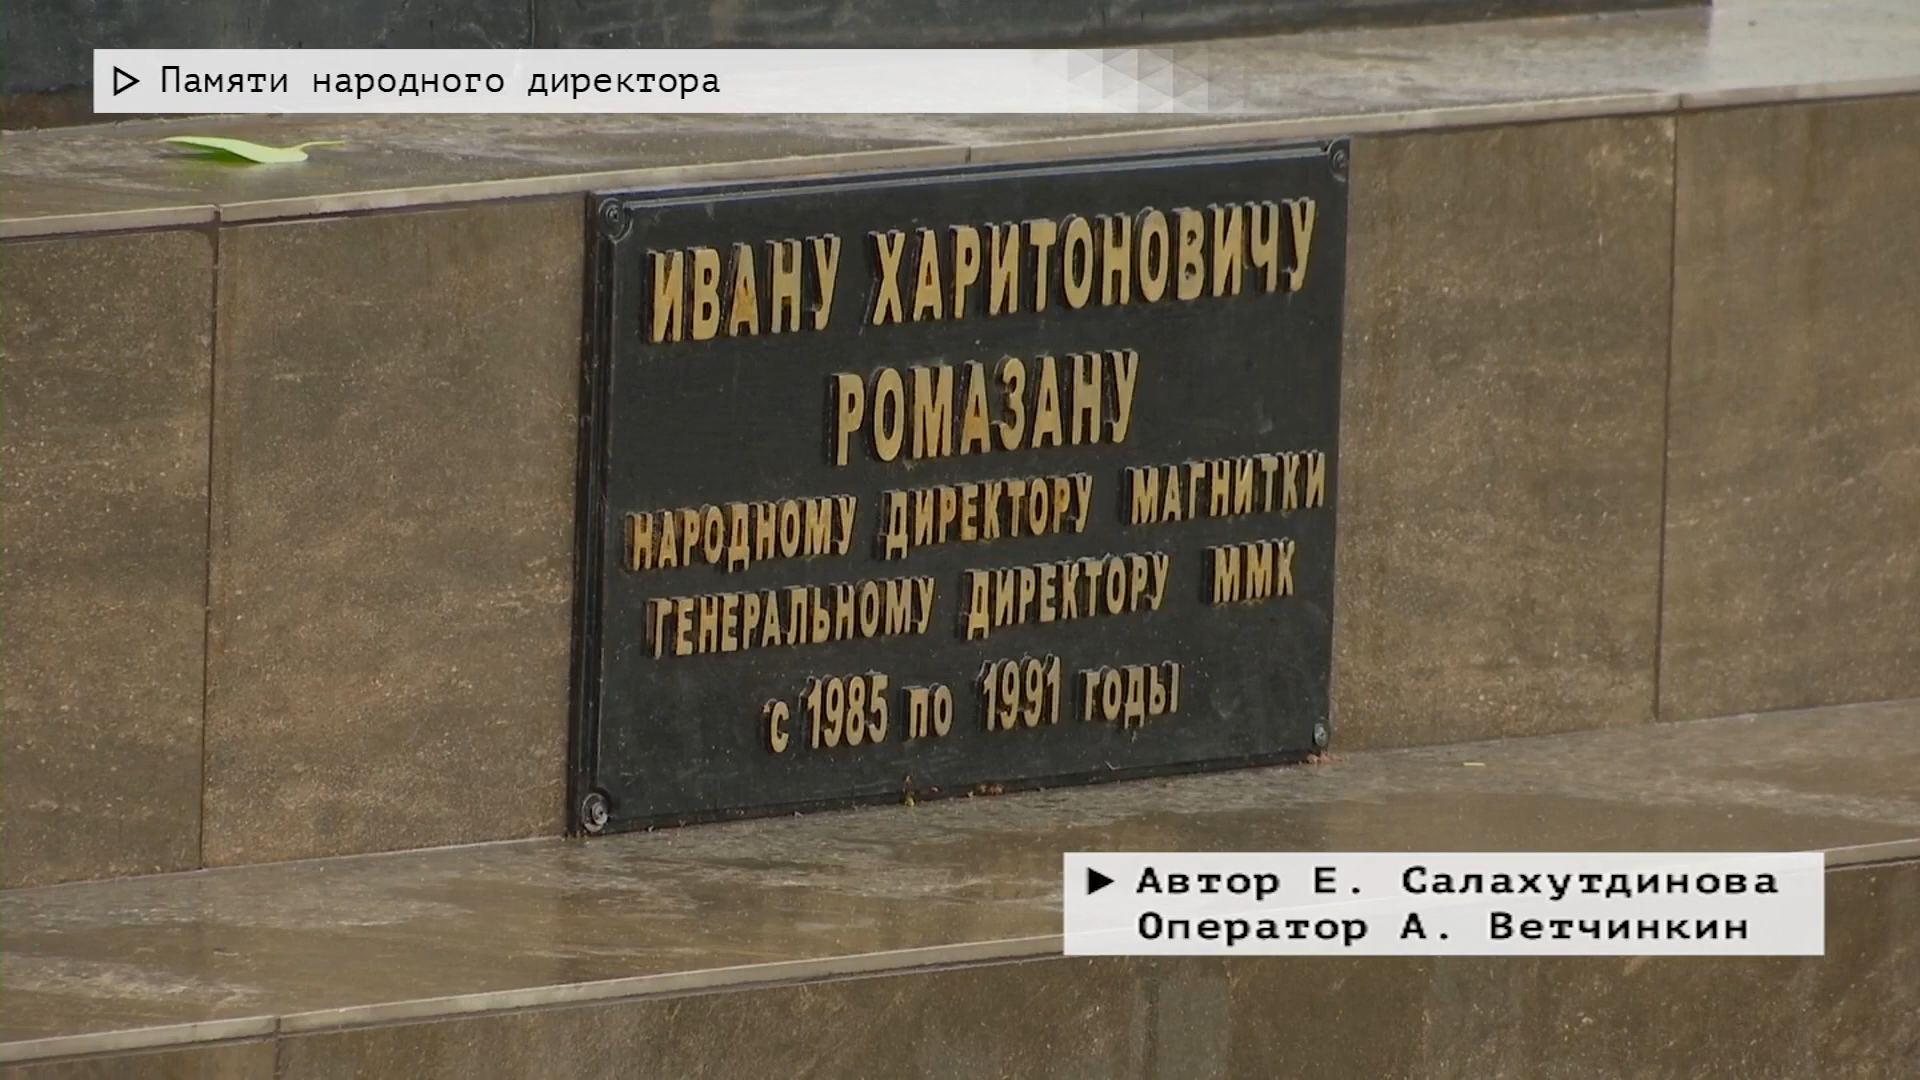 Памяти народного директора
ИВАНУ ХАРИТОНОВИЧУ
РОМАЗАНУ
НАРОДНОМУ ДИРЕКТОРУ МАГНИТКИ
ГЕНЕРАЛЬНОМУ ДИРЕКТОРУ ММК
с 1985 по 1991 годы
Автор Е. Салахутдинова
Оператор А. Ветчинкин